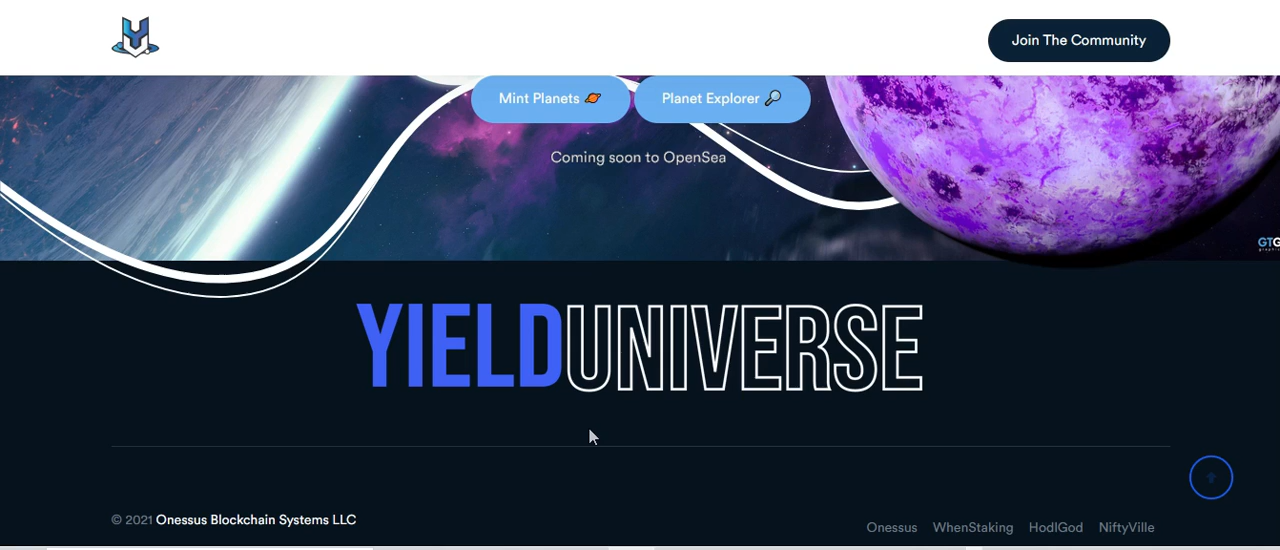 Join The Community
Mint Planets 🪐
Planet Explorer 🔎
Coming soon to OpenSea
GTG
YIELDUNIVERSE
© 2021 Onessus Blockchain Systems LLC
Onessus WhenStaking HodlGod NiftyVille